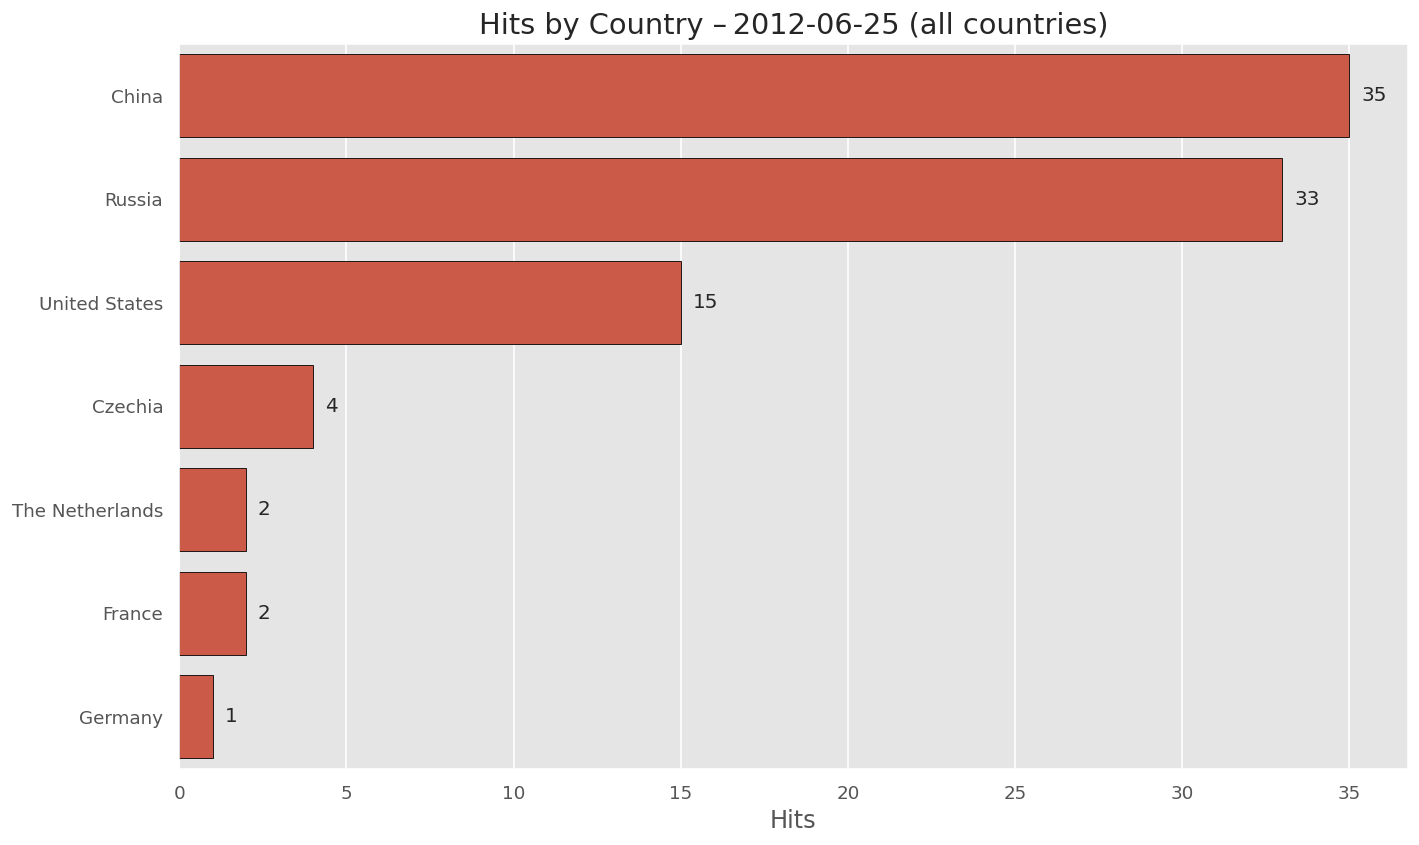 Hits by Country – 2012-06-25 (all countries)
China
35
Russia
33
United States
15
Czechia
4
The Netherlands
2
France
2
Germany
1
0 5 10 15 20 25 30 35
Hits